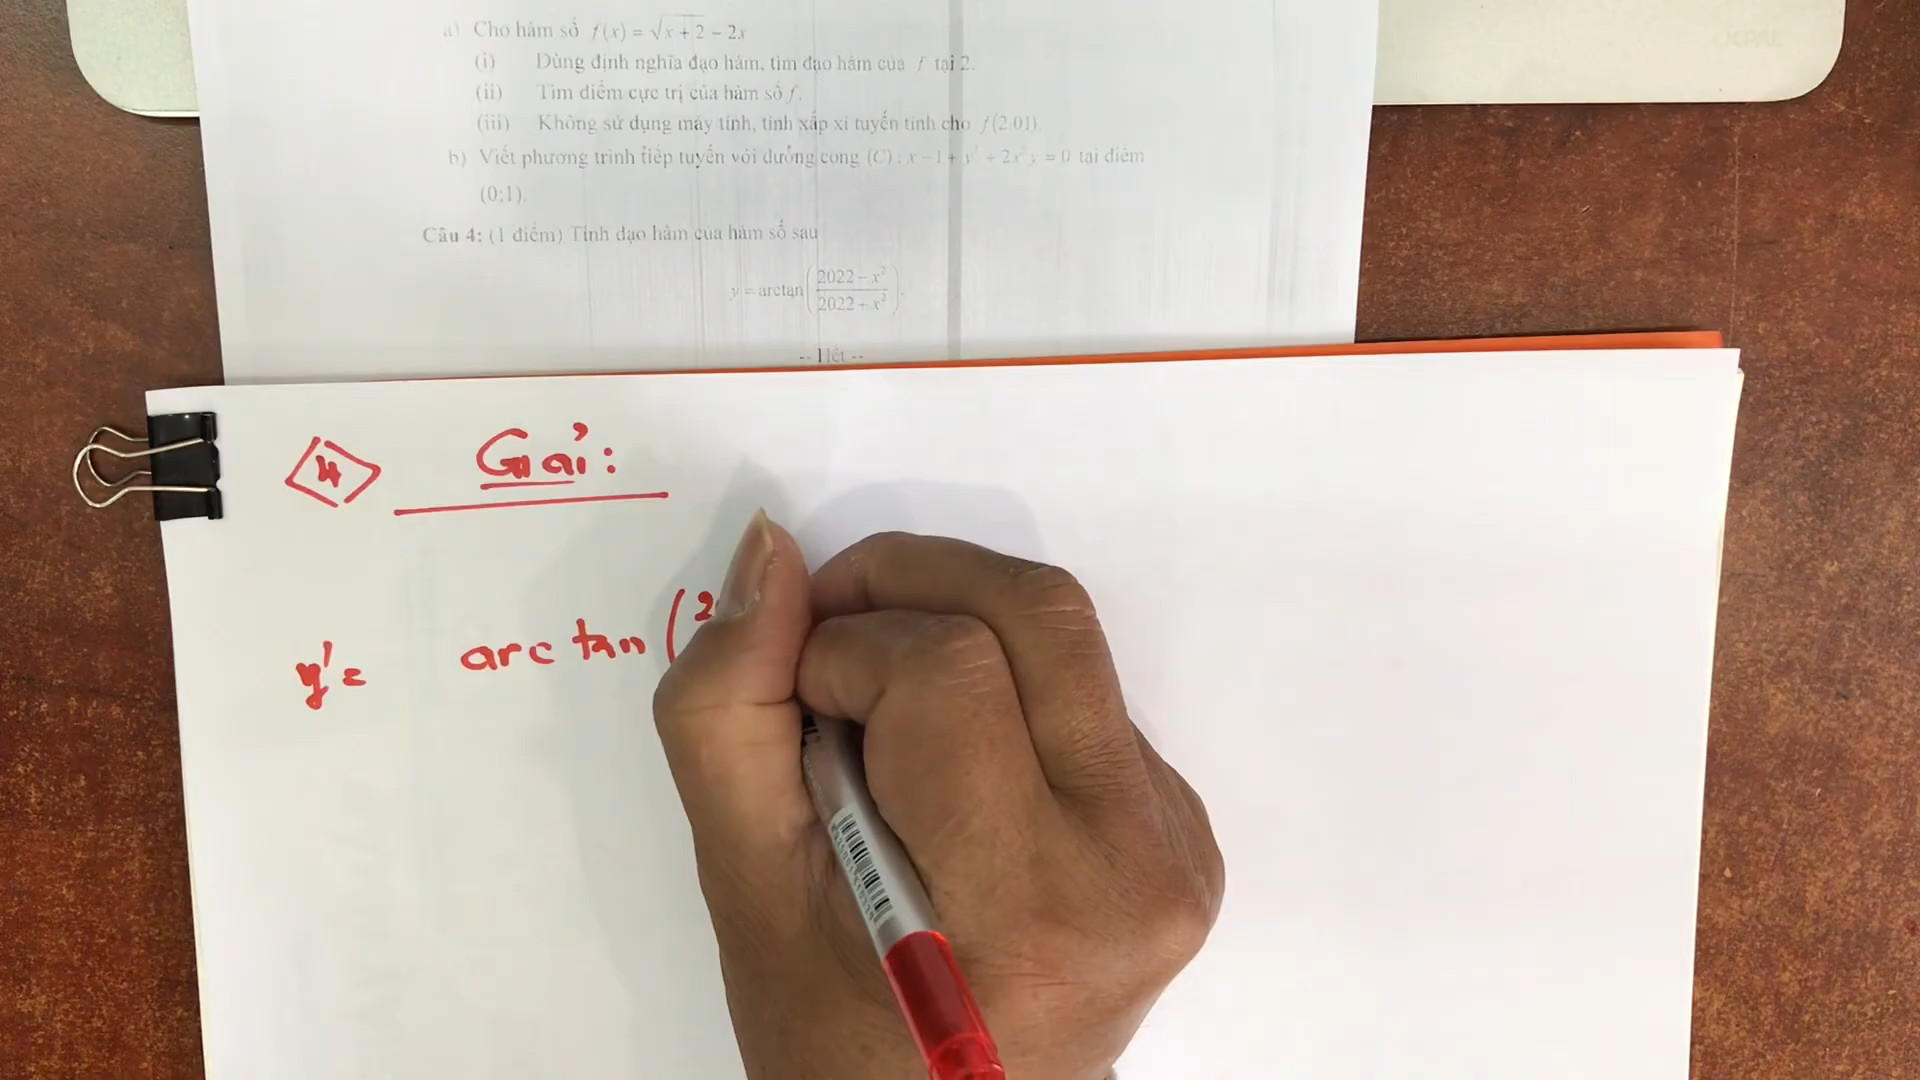 a) Cho hàm số f(x) = √x + 2 − 2x
(i) Dùng định nghĩa đạo hàm, tìm đạo hàm của f tại 2.
(ii) Tìm điểm cực trị của hàm số f.
(iii) Không sử dụng máy tính, tính xấp xỉ tuyến tính cho f(2.01).
b) Viết phương trình tiếp tuyến với đường cong (C): x − 1 + y³ + 2x²y = 0 tại điểm
(0;1).
Câu 4: (1 điểm) Tính đạo hàm của hàm số sau
y = arctan(2022 − x² / 2022 + x²).
-- Hết --
4 Giải:
y' = arctan (2